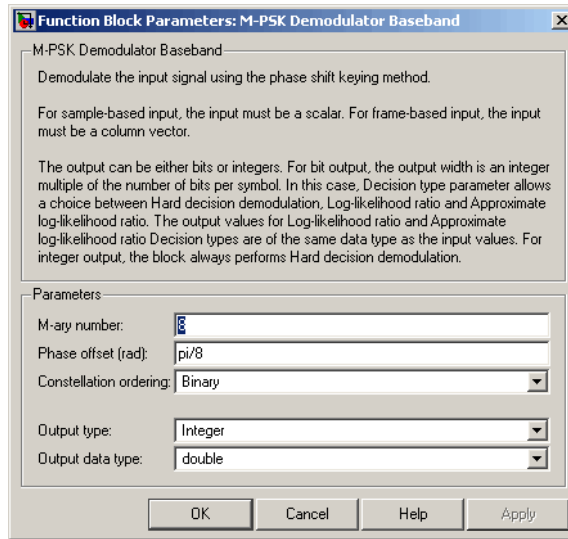 Function Block Parameters: M-PSK Demodulator Baseband
M-PSK Demodulator Baseband
Demodulate the input signal using the phase shift keying method.
For sample-based input, the input must be a scalar. For frame-based input, the input
must be a column vector.
The output can be either bits or integers. For bit output, the output width is an integer
multiple of the number of bits per symbol. In this case, Decision type parameter allows
a choice between Hard decision demodulation, Log-likelihood ratio and Approximate
log-likelihood ratio. The output values for Log-likelihood ratio and Approximate
log-likelihood ratio Decision types are of the same data type as the input values. For
integer output, the block always performs Hard decision demodulation.
Parameters
M-ary number: 8
Phase offset (rad): pi/8
Constellation ordering: Binary
Output type: Integer
Output data type: double
OK Cancel Help Apply